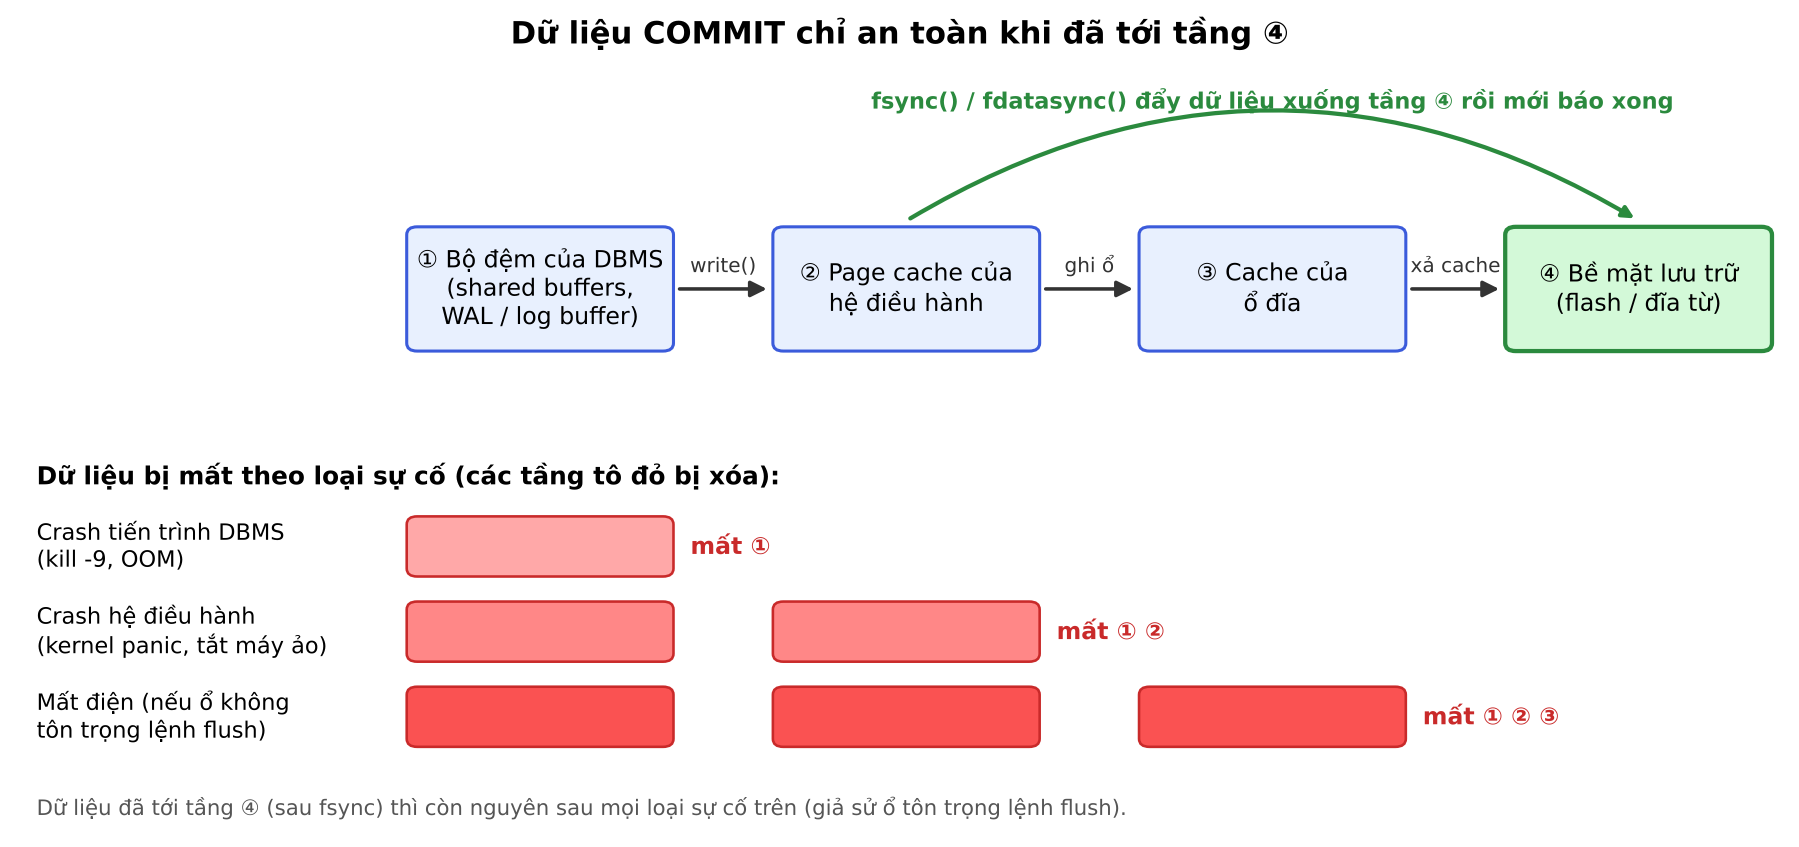 Dữ liệu COMMIT chỉ an toàn khi đã tới tầng ④
fsync() / fdatasync() đẩy dữ liệu xuống tầng ④ rồi mới báo xong
① Bộ đệm của DBMS
(shared buffers,
WAL / log buffer)
write()
② Page cache của
hệ điều hành
ghi ổ
③ Cache của
ổ đĩa
xả cache
④ Bề mặt lưu trữ
(flash / đĩa từ)
Dữ liệu bị mất theo loại sự cố (các tầng tô đỏ bị xóa):
Crash tiến trình DBMS
(kill -9, OOM)
mất ①
Crash hệ điều hành
(kernel panic, tắt máy ảo)
mất ① ②
Mất điện (nếu ổ không
tôn trọng lệnh flush)
mất ① ② ③
Dữ liệu đã tới tầng ④ (sau fsync) thì còn nguyên sau mọi loại sự cố trên (giả sử ổ tôn trọng lệnh flush).